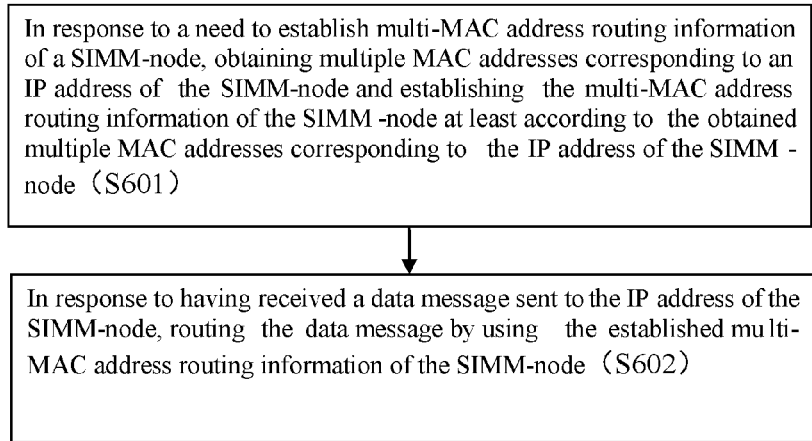 In response to a need to establish multi-MAC address routing information
of a SIMM-node, obtaining multiple MAC addresses corresponding to an
IP address of the SIMM-node and establishing the multi-MAC address
routing information of the SIMM -node at least according to the obtained
multiple MAC addresses corresponding to the IP address of the SIMM -
node（S601）
In response to having received a data message sent to the IP address of the
SIMM-node, routing the data message by using the established multi-
MAC address routing information of the SIMM-node（S602）